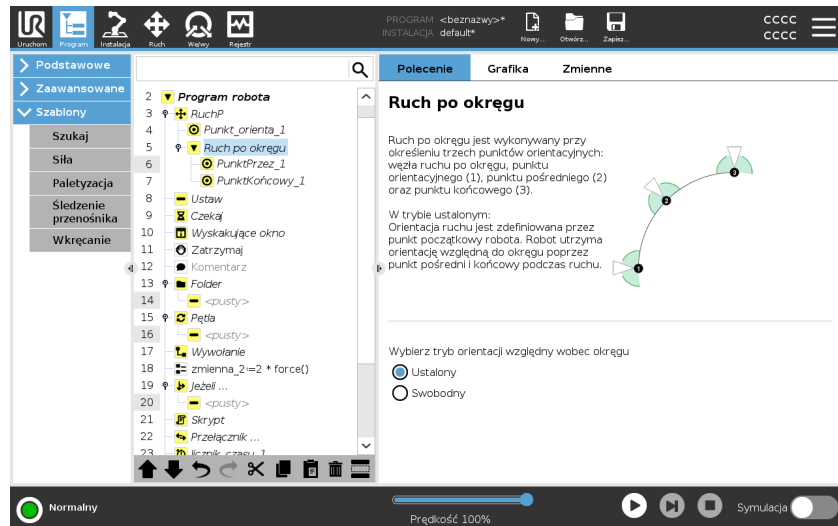 PROGRAM <beznazwy>*
INSTALACJA default*
Uruchom
Program
Instalacja
Ruch
We/wy
Rejestr
Nowy...
Otwórz...
Zapisz...
CCCC
CCCC
Podstawowe
Zaawansowane
Szablony
Szukaj
Siła
Paletyzacja
Śledzenie
przenośnika
Wkręcanie
2 Program robota
3 RuchP
4 Punkt_orienta_1
5 Ruch po okręgu
6 PunktPrzez_1
7 PunktKońcowy_1
8 Ustaw
9 Czekaj
10 Wyskakujące okno
11 Zatrzymaj
12 Komentarz
13 Folder
14 <pusty>
15 Pętla
16 <pusty>
17 Wywołanie
18 zmienna_2≔2 * force()
19 Jeżeli ...
20 <pusty>
21 Skrypt
22 Przełącznik ...
23 licznik_czasu_1
Polecenie
Grafika
Zmienne
Ruch po okręgu
Ruch po okręgu jest wykonywany przy
określeniu trzech punktów orientacyjnych:
węzła ruchu po okręgu, punktu
orientacyjnego (1), punktu pośredniego (2)
oraz punktu końcowego (3).
W trybie ustalonym:
Orientacja ruchu jest zdefiniowana przez
punkt początkowy robota. Robot utrzyma
orientację względną do okręgu poprzez
punkt pośredni i końcowy podczas ruchu.
3
2
1
Wybierz tryb orientacji względny wobec okręgu
Ustalony
Swobodny
Normalny
Prędkość 100%
Symulacja